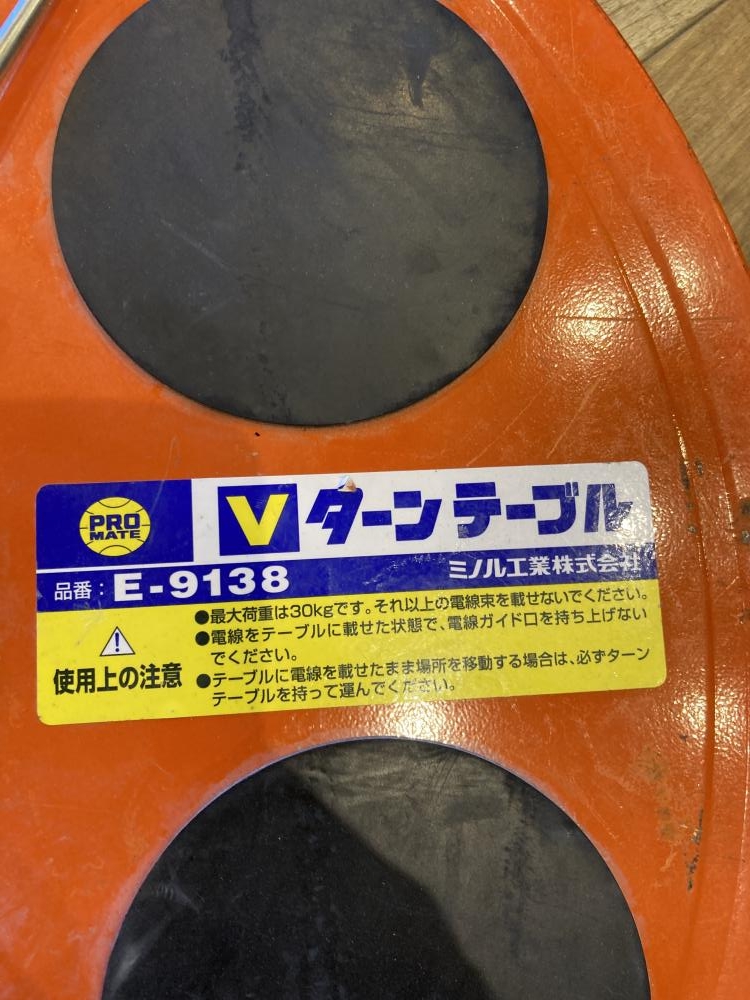 PRO
MATE
V ターンテーブル
品番：E-9138
ミノル工業株式会社
使用上の注意
●最大荷重は30kgです。それ以上の電線束を載せないでください。
●電線をテーブルに載せた状態で、電線ガイド口を持ち上げない
でください。
●テーブルに電線を載せたまま場所を移動する場合は、必ずターン
テーブルを持って運んでください。